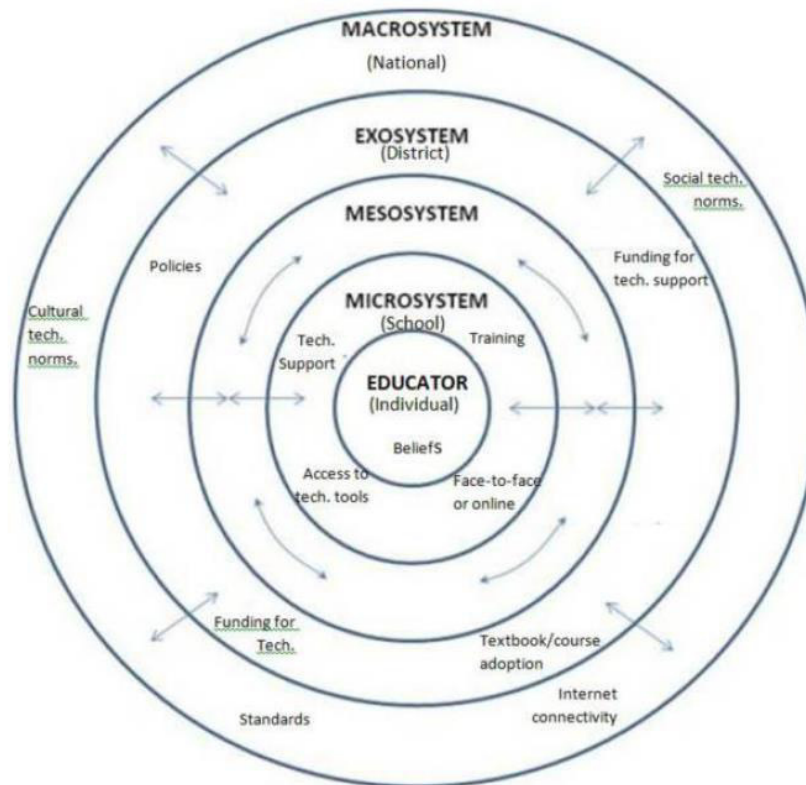 MACROSYSTEM
(National)
EXOSYSTEM
(District)
Social tech.
norms.
MESOSYSTEM
Policies
Funding for
tech. support
MICROSYSTEM
(School)
Cultural
tech.
norms.
Tech.
Support
Training
EDUCATOR
(Individual)
Beliefs
Access to
tech. tools
Face-to-face
or online
Funding for
Tech.
Textbook/course
adoption
Internet
connectivity
Standards